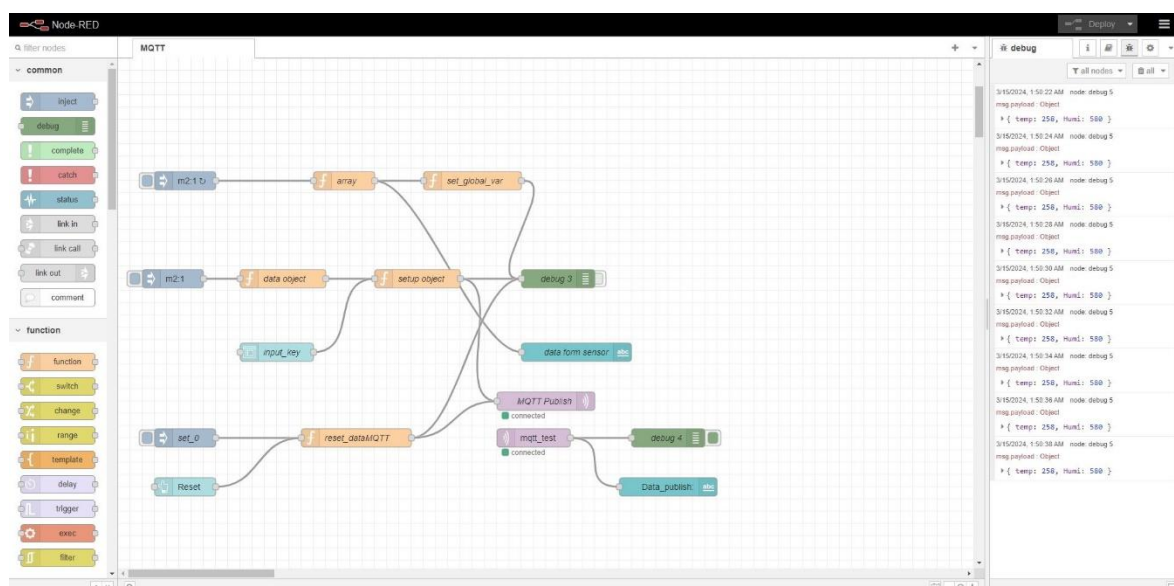 Node-RED
Deploy
filter nodes
MQTT
debug
i
all nodes
all
common
inject
debug
complete
catch
status
link in
link call
link out
comment
function
function
switch
change
range
template
delay
trigger
exec
filter
m2:1 ↻
array
set_global_var
m2:1
data object
setup object
debug 3
input_key
data form sensor
abc
MQTT Publish
connected
set_0
reset_dataMQTT
mqtt_test
connected
debug 4
Reset
Data_publish:
abc
3/15/2024, 1:50:22 AM node: debug 5
msg.payload : Object
{ temp: 258, Humi: 580 }
3/15/2024, 1:50:24 AM node: debug 5
msg.payload : Object
{ temp: 258, Humi: 580 }
3/15/2024, 1:50:26 AM node: debug 5
msg.payload : Object
{ temp: 258, Humi: 580 }
3/15/2024, 1:50:28 AM node: debug 5
msg.payload : Object
{ temp: 258, Humi: 580 }
3/15/2024, 1:50:30 AM node: debug 5
msg.payload : Object
{ temp: 258, Humi: 580 }
3/15/2024, 1:50:32 AM node: debug 5
msg.payload : Object
{ temp: 258, Humi: 580 }
3/15/2024, 1:50:34 AM node: debug 5
msg.payload : Object
{ temp: 258, Humi: 580 }
3/15/2024, 1:50:36 AM node: debug 5
msg.payload : Object
{ temp: 258, Humi: 580 }
3/15/2024, 1:50:38 AM node: debug 5
msg.payload : Object
{ temp: 258, Humi: 580 }